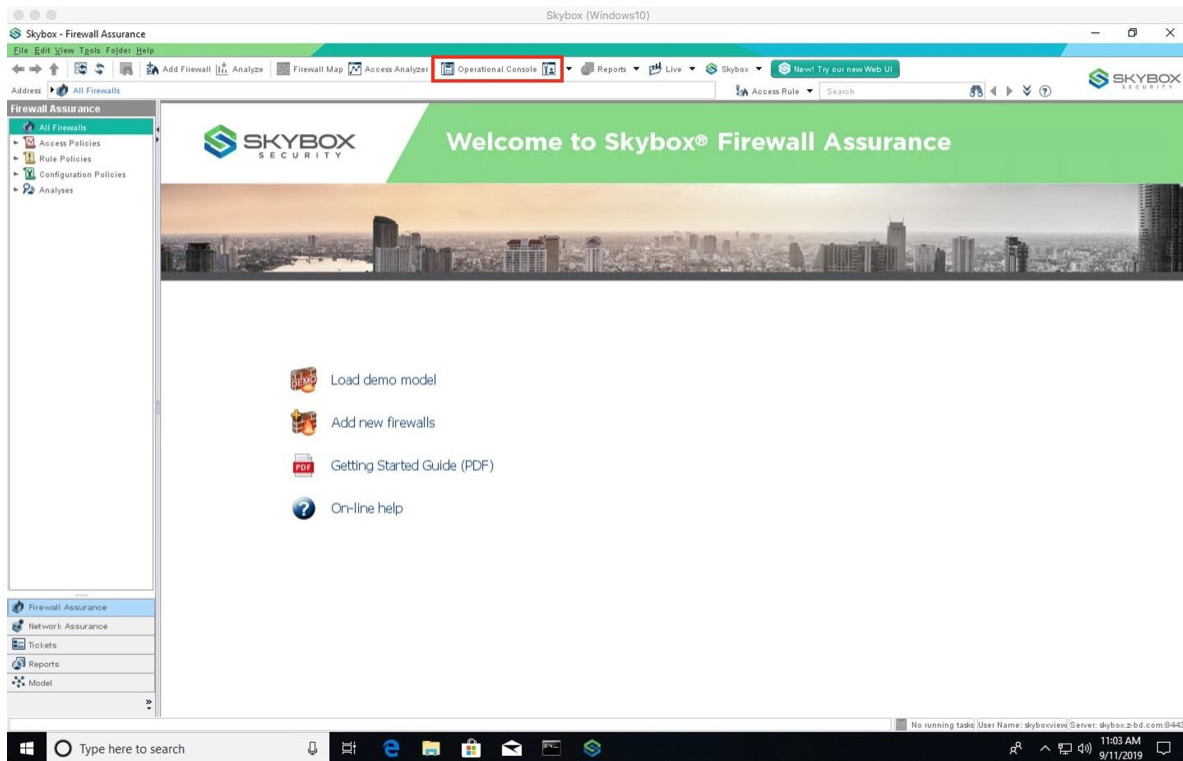 Skybox (Windows10)
Skybox - Firewall Assurance
File Edit View Tools Folder Help
Add Firewall Analyze Firewall Map Access Analyzer Operational Console Reports Live Skybox New! Try our new Web UI
Address All Firewalls Access Rule Search
SKYBOX
SECURITY
Firewall Assurance
All Firewalls
Access Policies
Rule Policies
Configuration Policies
Analyses
SKYBOX
SECURITY
Welcome to Skybox® Firewall Assurance
DEMO Load demo model
Add new firewalls
PDF Getting Started Guide (PDF)
? On-line help
Firewall Assurance
Network Assurance
Tickets
Reports
Model
No running tasks User Name: skyboxview Server: skybox.z-bd.com:8443
Type here to search
11:03 AM
9/11/2019